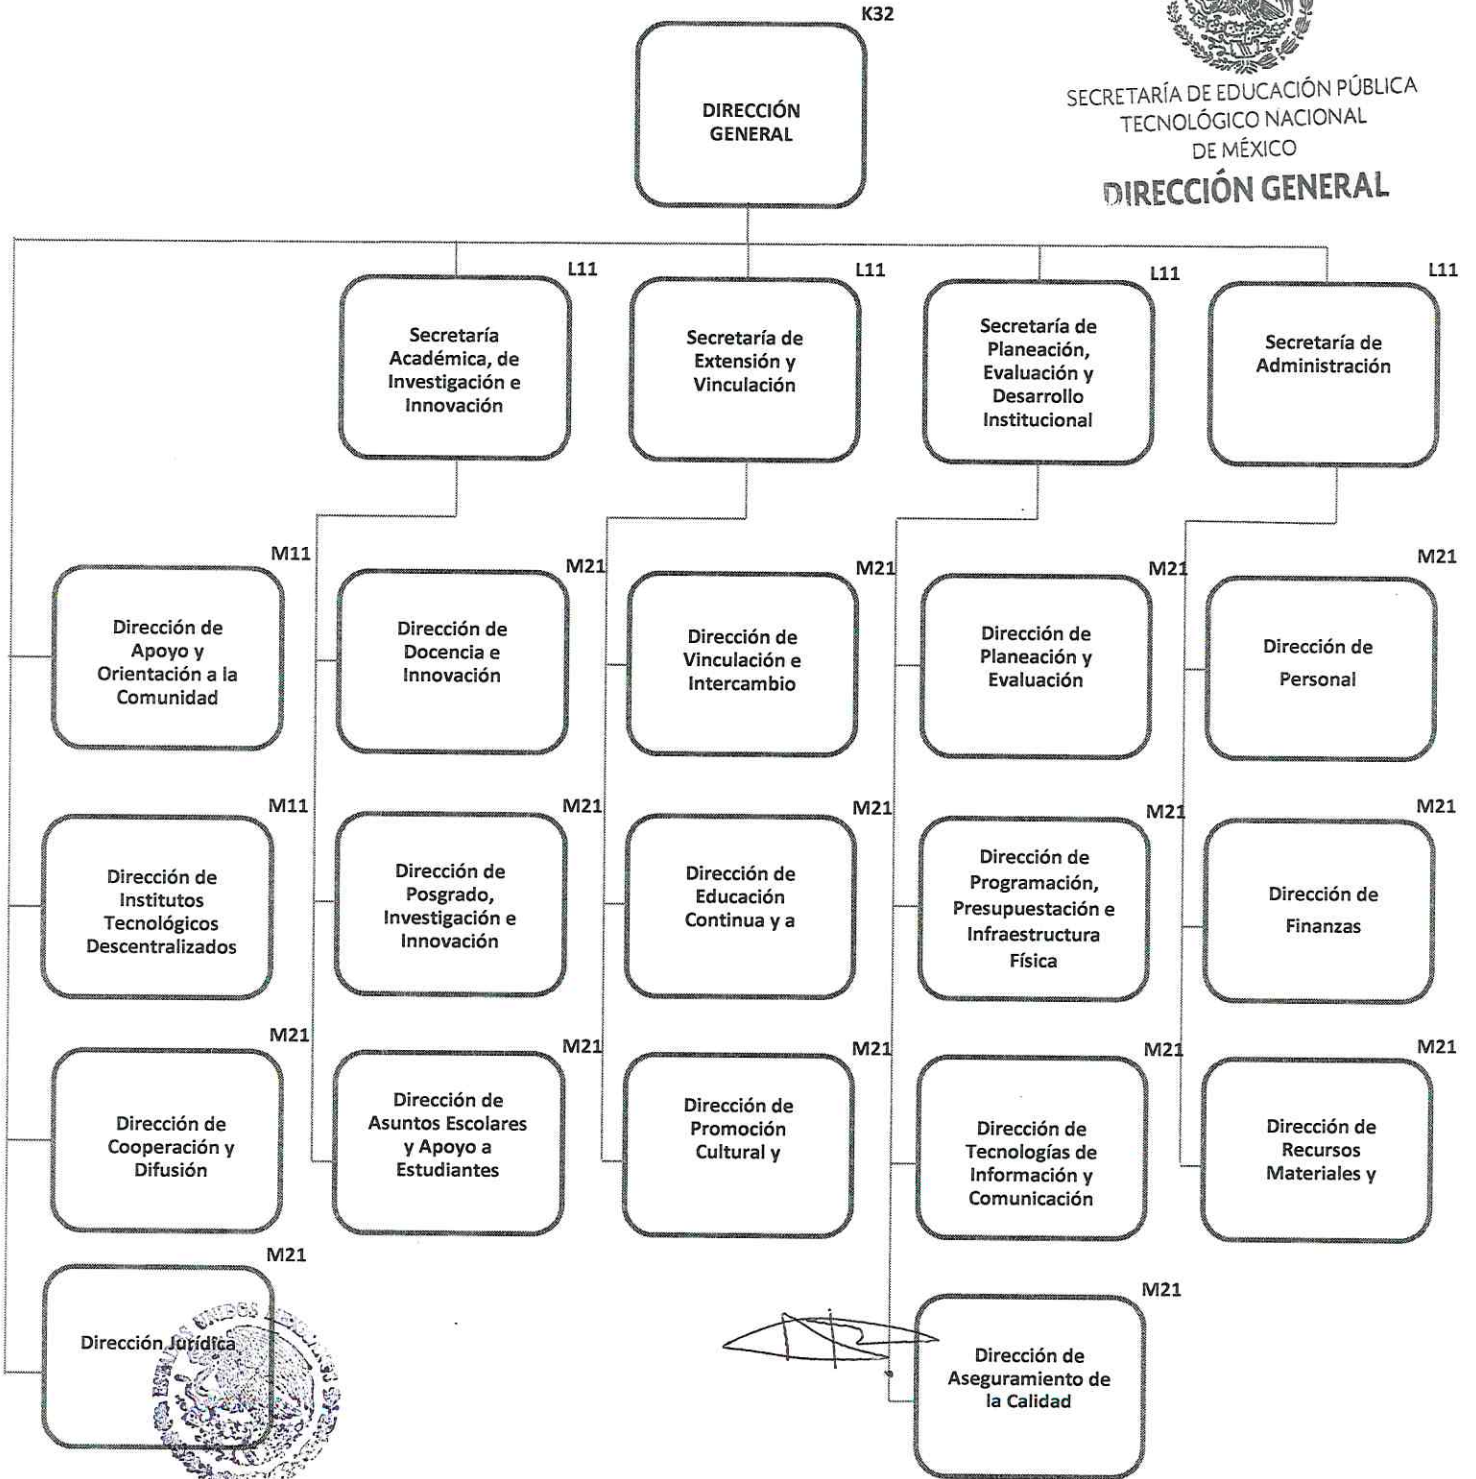 K32
DIRECCIÓN
GENERAL
SECRETARÍA DE EDUCACIÓN PÚBLICA
TECNOLÓGICO NACIONAL
DE MÉXICO
DIRECCIÓN GENERAL
L11
Secretaría
Académica, de
Investigación e
Innovación
L11
Secretaría de
Extensión y
Vinculación
L11
Secretaría de
Planeación,
Evaluación y
Desarrollo
Institucional
L11
Secretaría de
Administración
M11
Dirección de
Apoyo y
Orientación a la
Comunidad
M21
Dirección de
Docencia e
Innovación
M21
Dirección de
Vinculación e
Intercambio
M21
Dirección de
Planeación y
Evaluación
M21
Dirección de
Personal
M11
Dirección de
Institutos
Tecnológicos
Descentralizados
M21
Dirección de
Posgrado,
Investigación e
Innovación
M21
Dirección de
Educación
Continua y a
M21
Dirección de
Programación,
Presupuestación e
Infraestructura
Física
M21
Dirección de
Finanzas
M21
Dirección de
Cooperación y
Difusión
M21
Dirección de
Asuntos Escolares
y Apoyo a
Estudiantes
M21
Dirección de
Promoción
Cultural y
M21
Dirección de
Tecnologías de
Información y
Comunicación
M21
Dirección de
Recursos
Materiales y
M21
Dirección Jurídica
M21
Dirección de
Aseguramiento de
la Calidad